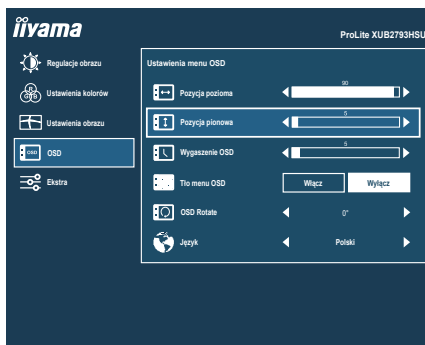 iiyama
ProLite XUB2793HSU
Regulacje obrazu
Ustawienia kolorów
Ustawienia obrazu
OSD
Ekstra
Ustawienia menu OSD
Pozycja pozioma
90
Pozycja pionowa
5
Wygaszenie OSD
5
Tło menu OSD
Włącz
Wyłącz
OSD Rotate
0°
Język
Polski
R
G
B
OSD